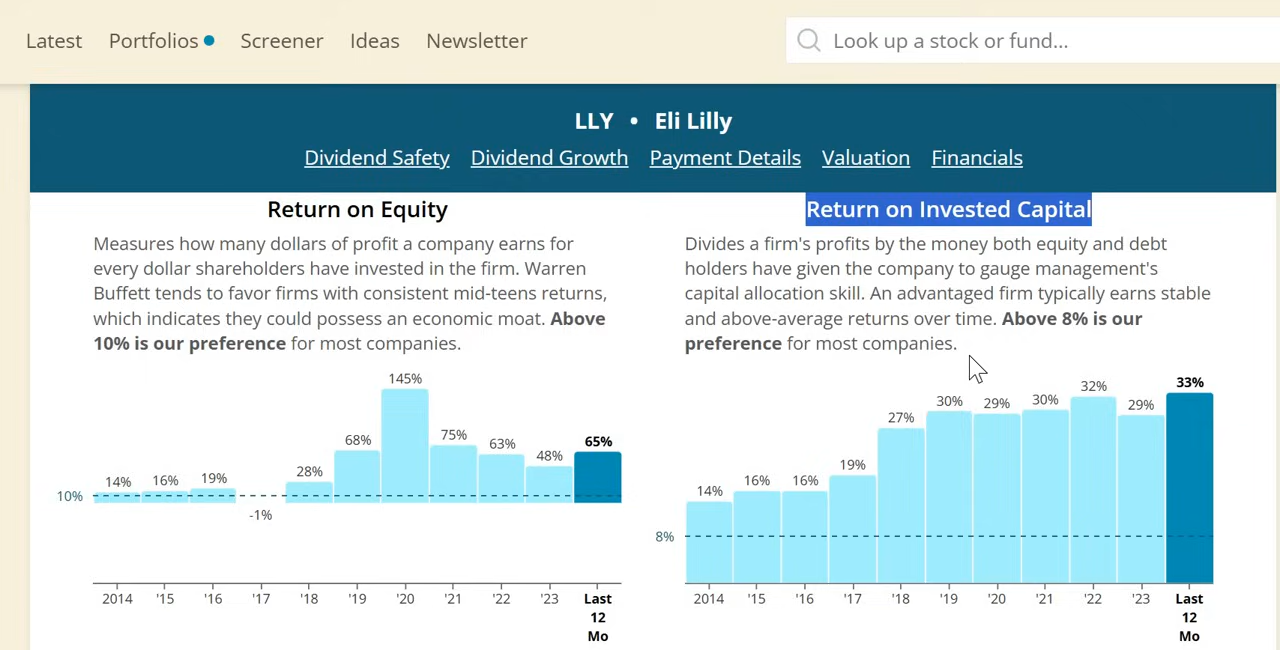 Latest Portfolios Screener Ideas Newsletter
Look up a stock or fund...
LLY • Eli Lilly
Dividend Safety Dividend Growth Payment Details Valuation Financials
Return on Equity
Measures how many dollars of profit a company earns for
every dollar shareholders have invested in the firm. Warren
Buffett tends to favor firms with consistent mid-teens returns,
which indicates they could possess an economic moat. Above
10% is our preference for most companies.
145%
75%
68%
63%
65%
48%
28%
14% 16% 19%
10%
-1%
2014 '15 '16 '17 '18 '19 '20 '21 '22 '23 Last
12
Mo
Return on Invested Capital
Divides a firm's profits by the money both equity and debt
holders have given the company to gauge management's
capital allocation skill. An advantaged firm typically earns stable
and above-average returns over time. Above 8% is our
preference for most companies.
14% 16% 16% 19% 27% 30% 29% 30% 32% 29% 33%
8%
2014 '15 '16 '17 '18 '19 '20 '21 '22 '23 Last
12
Mo